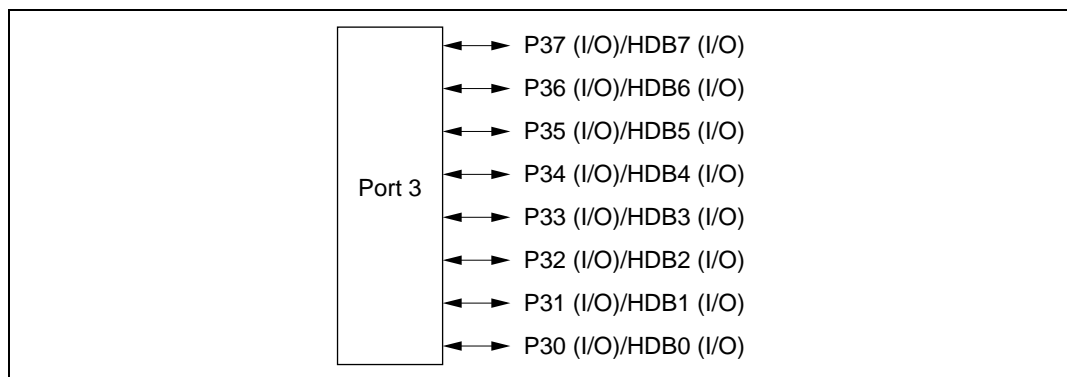 P37 (I/O)/HDB7 (I/O)
P36 (I/O)/HDB6 (I/O)
P35 (I/O)/HDB5 (I/O)
P34 (I/O)/HDB4 (I/O)
Port 3
P33 (I/O)/HDB3 (I/O)
P32 (I/O)/HDB2 (I/O)
P31 (I/O)/HDB1 (I/O)
P30 (I/O)/HDB0 (I/O)